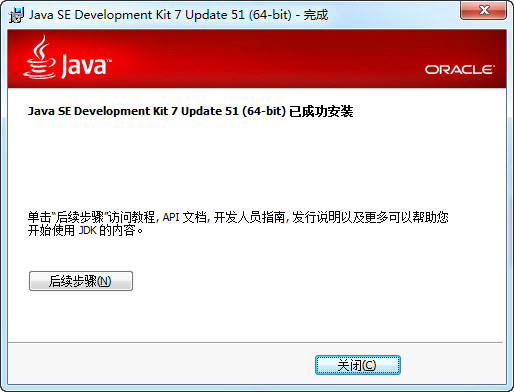 Java SE Development Kit 7 Update 51 (64-bit) - 完成
Java™
ORACLE
Java SE Development Kit 7 Update 51 (64-bit) 已成功安装
单击“后续步骤”访问教程, API 文档, 开发人员指南, 发行说明以及更多可以帮助您
开始使用 JDK 的内容。
后续步骤(N)
关闭(C)